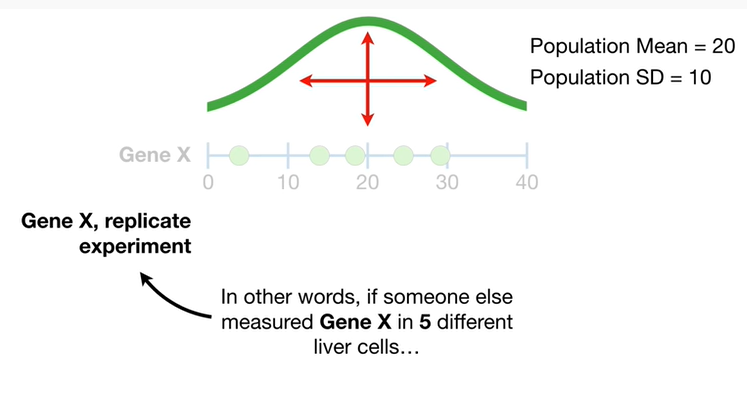 Population Mean = 20
Population SD = 10
Gene X
0 10 20 30 40
Gene X, replicate
experiment
In other words, if someone else
measured Gene X in 5 different
liver cells…